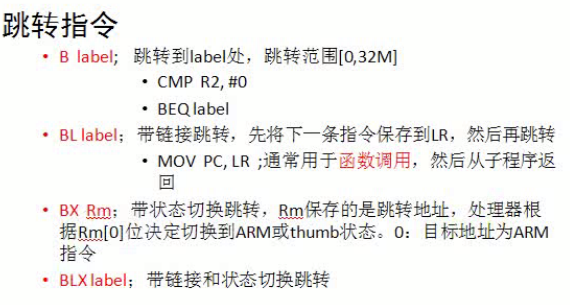 跳转指令
• B label; 跳转到label处，跳转范围[0,32M]
• CMP R2, #0
• BEQ label
• BL label；带链接跳转，先将下一条指令保存到LR，然后再跳转
• MOV PC, LR ;通常用于函数调用，然后从子程序返
回
• BX Rm；带状态切换跳转，Rm保存的是跳转地址，处理器根
据Rm[0]位决定切换到ARM或thumb状态。0：目标地址为ARM
指令
• BLX label；带链接和状态切换跳转